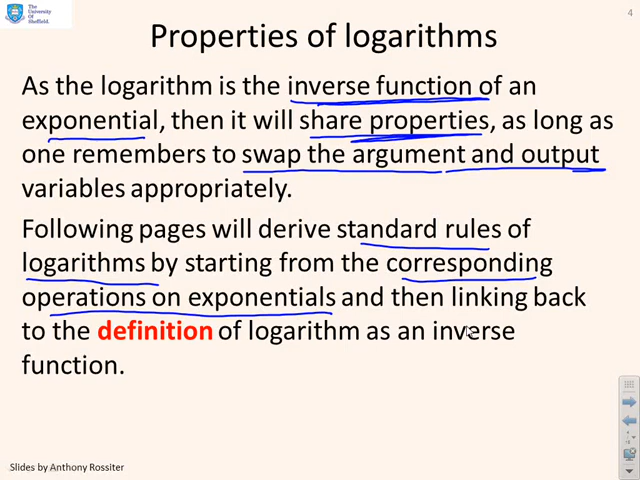 The
University
Of
Sheffield.
4
Properties of logarithms
As the logarithm is the inverse function of an
exponential, then it will share properties, as long as
one remembers to swap the argument and output
variables appropriately.
Following pages will derive standard rules of
logarithms by starting from the corresponding
operations on exponentials and then linking back
to the definition of logarithm as an inverse
function.
Slides by Anthony Rossiter